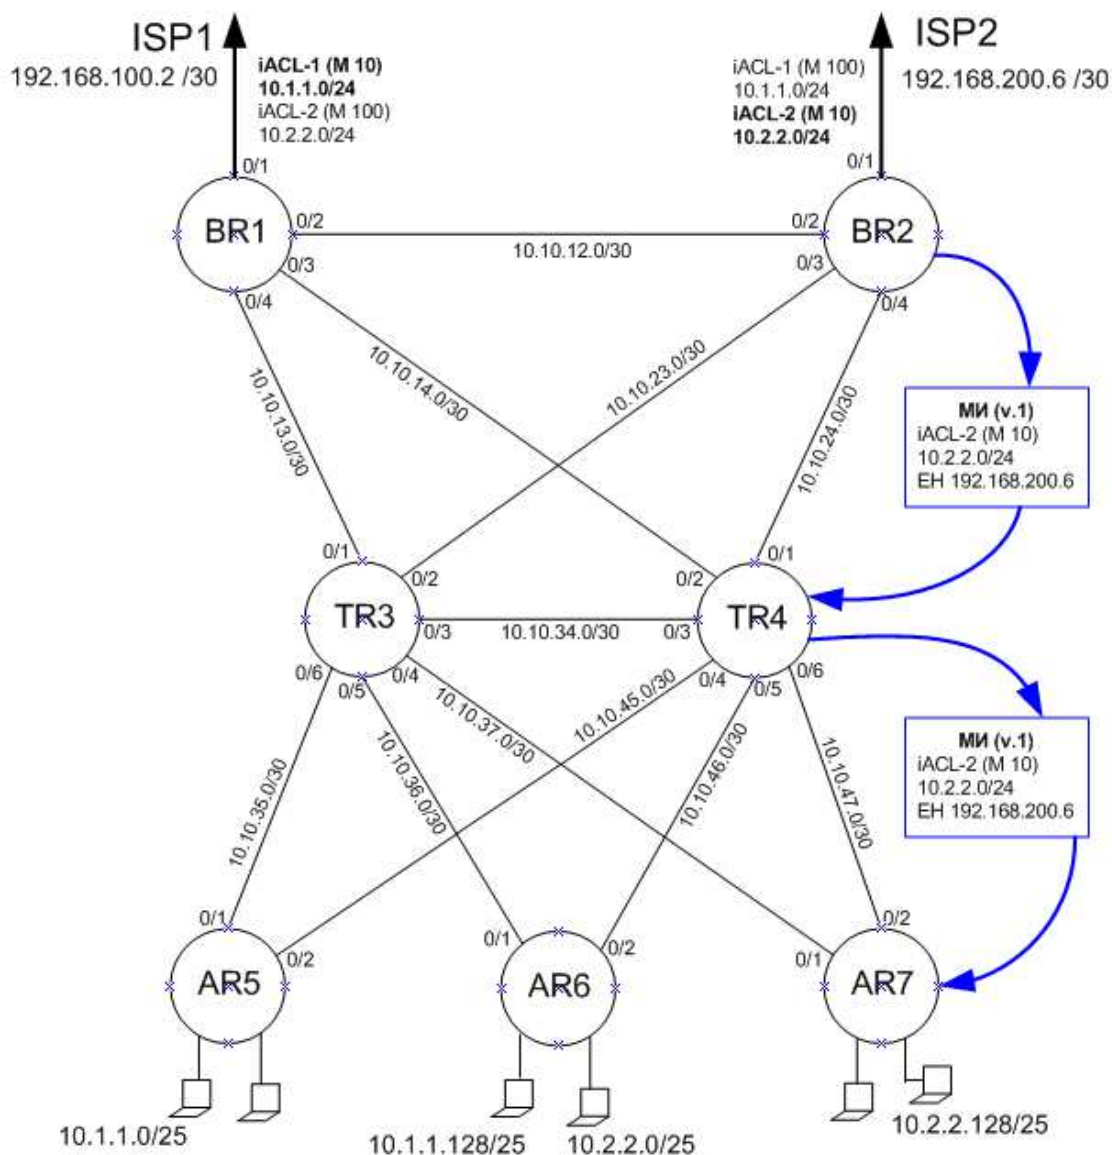 ISP1
192.168.100.2 /30
iACL-1 (M 10)
10.1.1.0/24
iACL-2 (M 100)
10.2.2.0/24
ISP2
192.168.200.6 /30
iACL-1 (M 100)
10.1.1.0/24
iACL-2 (M 10)
10.2.2.0/24
0/1
BR1
0/2
0/3
0/4
10.10.12.0/30
0/1
0/2
BR2
0/3
0/4
10.10.13.0/30
10.10.14.0/30
10.10.23.0/30
10.10.24.0/30
МИ (v.1)
iACL-2 (M 10)
10.2.2.0/24
EH 192.168.200.6
0/1
0/2
TR3
0/3
0/6
0/5
0/4
10.10.34.0/30
0/1
0/2
0/3
TR4
0/4
0/5
0/6
10.10.35.0/30
10.10.36.0/30
10.10.37.0/30
10.10.45.0/30
10.10.46.0/30
10.10.47.0/30
МИ (v.1)
iACL-2 (M 10)
10.2.2.0/24
EH 192.168.200.6
0/1
0/2
AR5
0/1
0/2
AR6
0/1
0/2
AR7
10.1.1.0/25
10.1.1.128/25
10.2.2.0/25
10.2.2.128/25